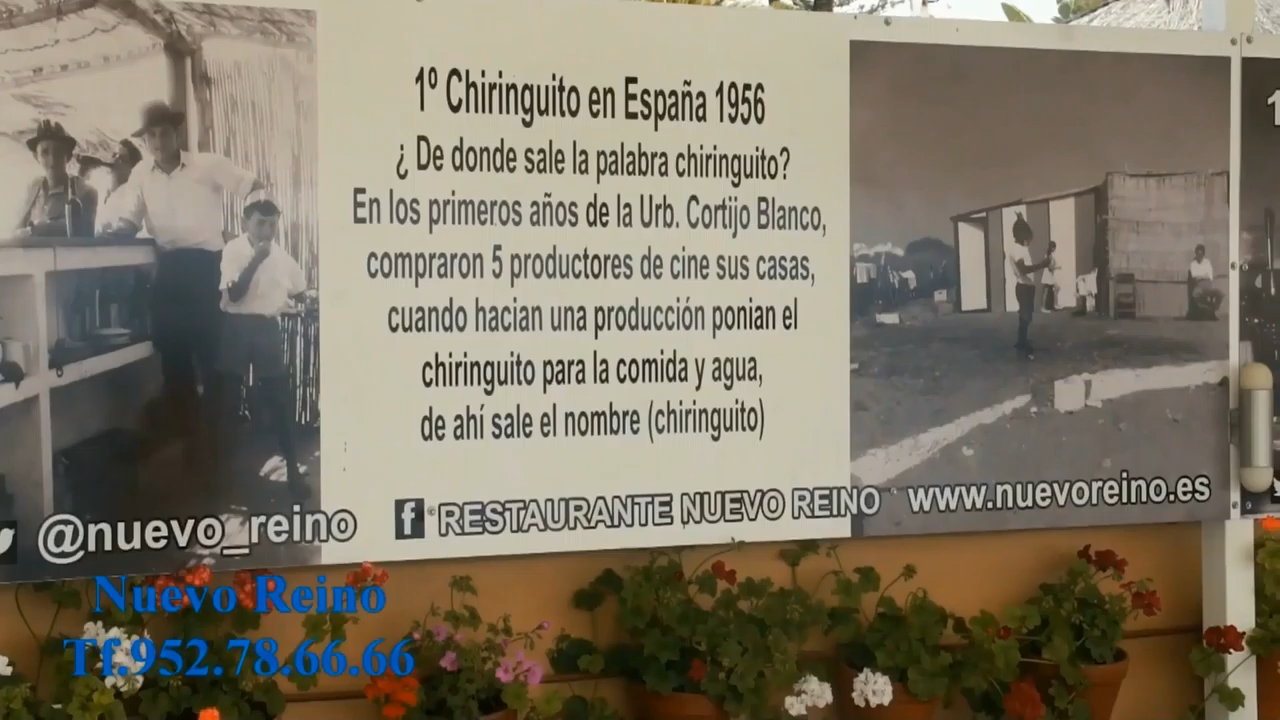 1º Chiringuito en España 1956
¿ De donde sale la palabra chiringuito?
En los primeros años de la Urb. Cortijo Blanco,
compraron 5 productores de cine sus casas,
cuando hacian una producción ponian el
chiringuito para la comida y agua,
de ahí sale el nombre (chiringuito)
@nuevo_reino
f RESTAURANTE NUEVO REINO
www.nuevoreino.es
Nuevo Reino
Tf.952.78.66.66